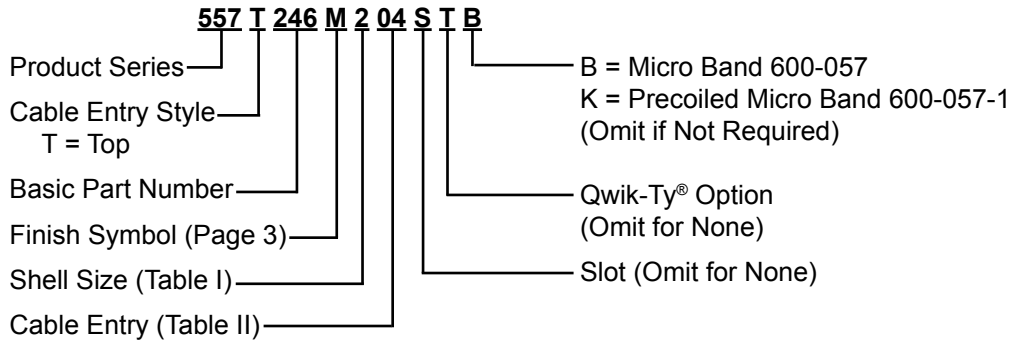 557 T 246 M 2 04 S T B
Product Series
Cable Entry Style
T = Top
Basic Part Number
Finish Symbol (Page 3)
Shell Size (Table I)
Cable Entry (Table II)
B = Micro Band 600-057
K = Precoiled Micro Band 600-057-1
(Omit if Not Required)
Qwik-Ty® Option
(Omit for None)
Slot (Omit for None)